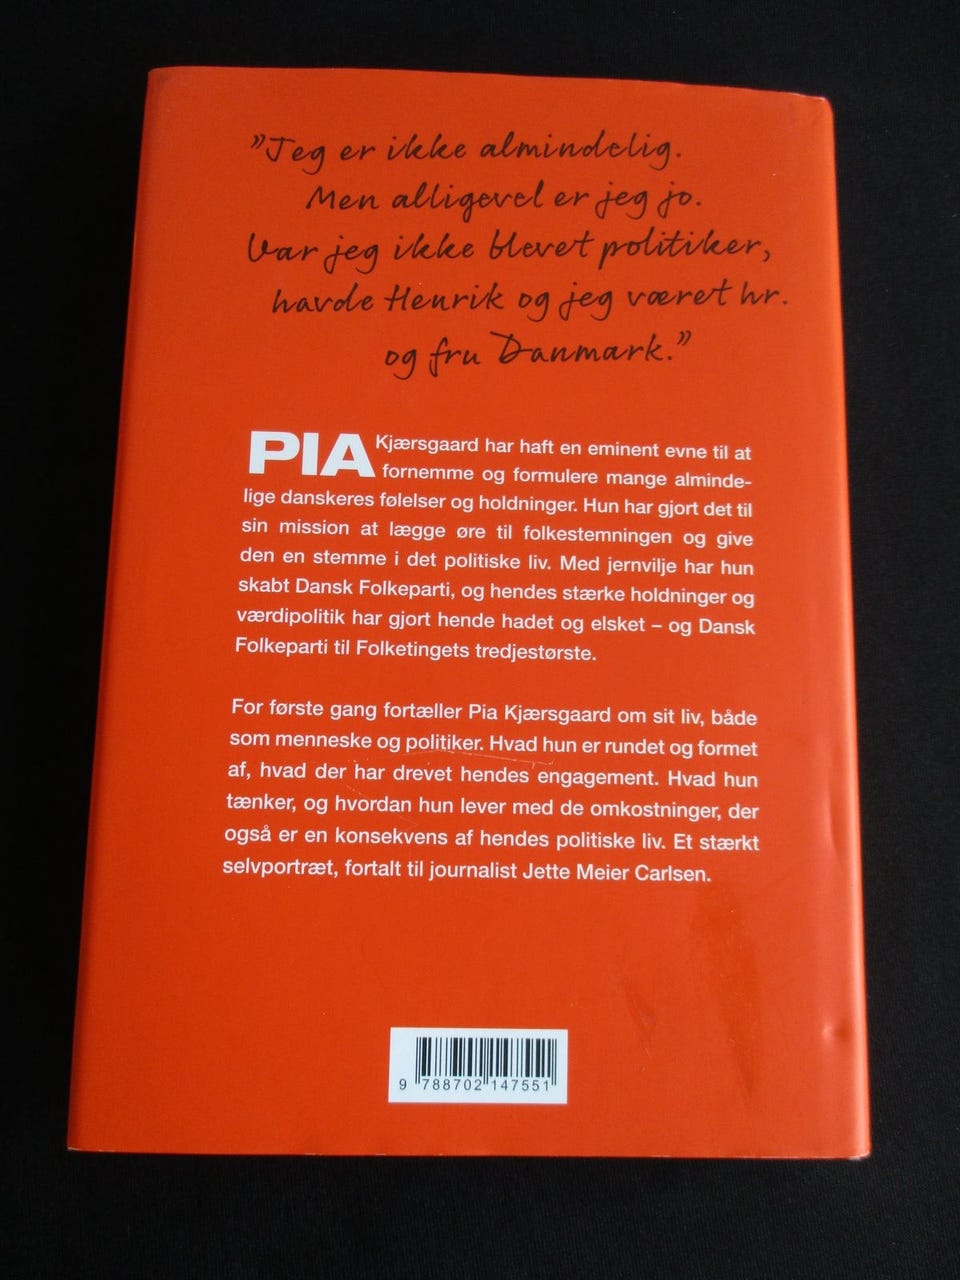 ”Jeg er ikke almindelig.
Men alligevel er jeg jo.
Var jeg ikke blevet politiker,
havde Henrik og jeg været hr.
og fru Danmark.”
PIA Kjærsgaard har haft en eminent evne til at
fornemme og formulere mange alminde-
lige danskeres følelser og holdninger. Hun har gjort det til
sin mission at lægge øre til folkestemningen og give
den en stemme i det politiske liv. Med jernvilje har hun
skabt Dansk Folkeparti, og hendes stærke holdninger og
værdipolitik har gjort hende hadet og elsket – og Dansk
Folkeparti til Folketingets tredjestørste.
For første gang fortæller Pia Kjærsgaard om sit liv, både
som menneske og politiker. Hvad hun er rundet og formet
af, hvad der har drevet hendes engagement. Hvad hun
tænker, og hvordan hun lever med de omkostninger, der
også er en konsekvens af hendes politiske liv. Et stærkt
selvportræt, fortalt til journalist Jette Meier Carlsen.
9 788702 147551